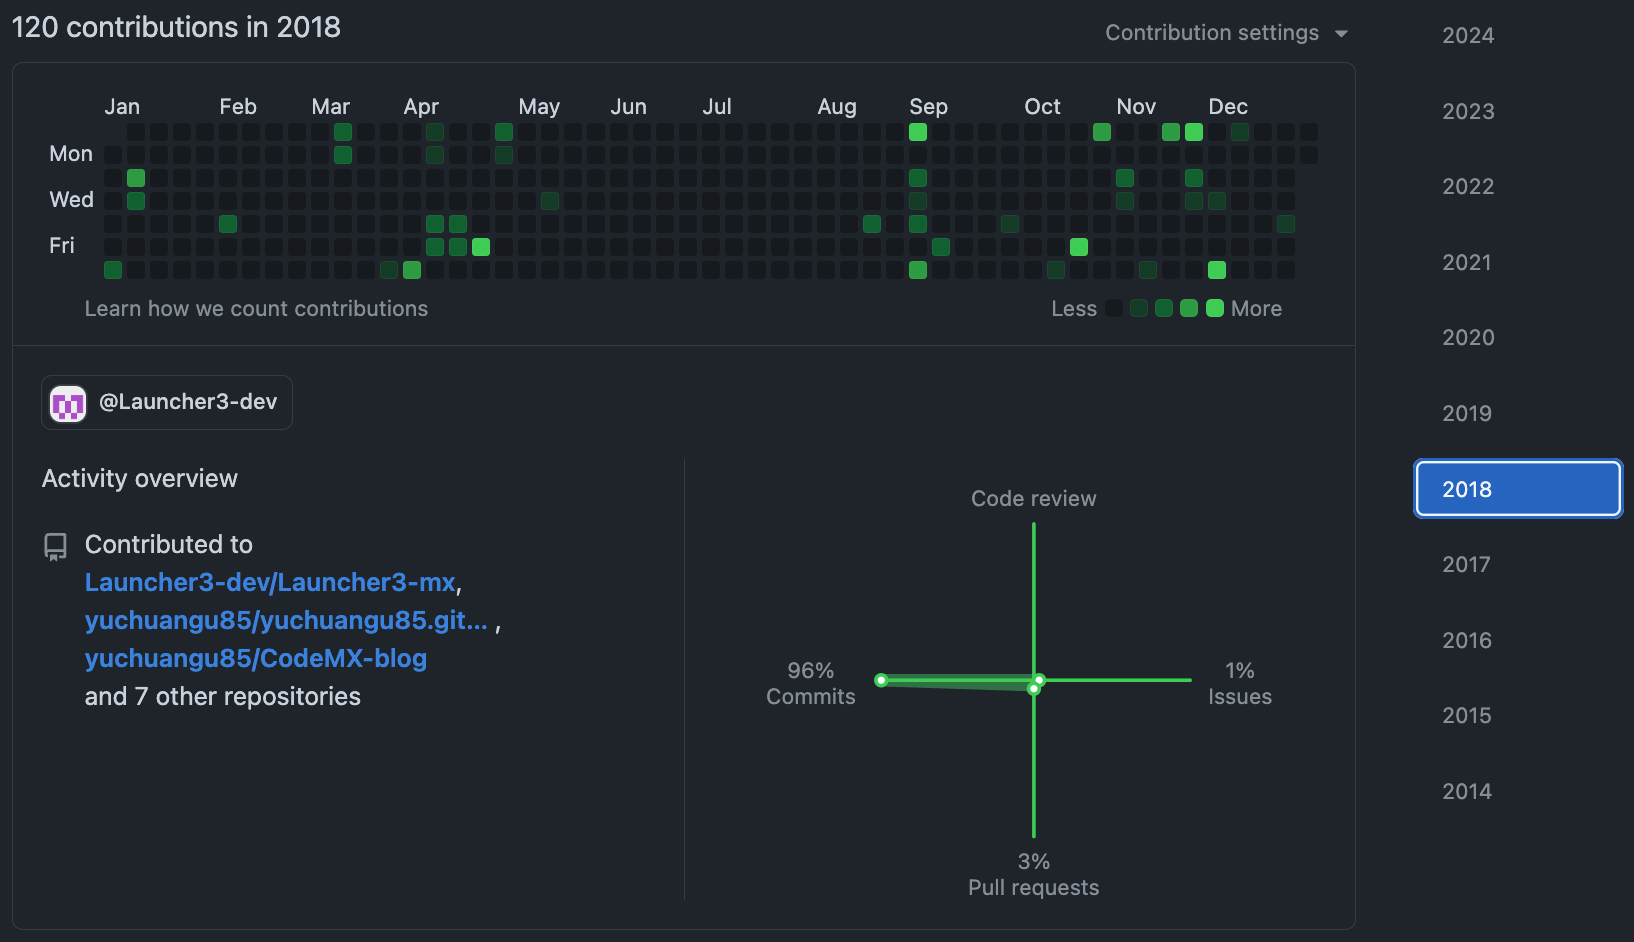 120 contributions in 2018
Contribution settings
Jan Feb Mar Apr May Jun Jul Aug Sep Oct Nov Dec
Mon
Wed
Fri
Learn how we count contributions
Less More
@Launcher3-dev
Activity overview
Contributed to
Launcher3-dev/Launcher3-mx,
yuchuangu85/yuchuangu85.git... ,
yuchuangu85/CodeMX-blog
and 7 other repositories
Code review
96%
Commits
1%
Issues
3%
Pull requests
2024
2023
2022
2021
2020
2019
2018
2017
2016
2015
2014